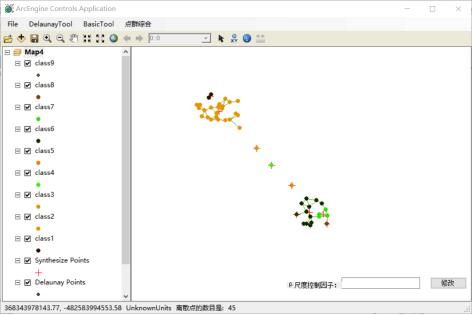 ArcEngine Controls Application
File DelaunayTool BasicTool 点群综合
0:0
Map4
class9
class8
class7
class6
class5
class4
class3
class2
class1
Synthesize Points
Delaunay Points
β尺度控制因子:
修改
368343978143.77, -482583994553.58 UnknownUnits 离散点的数目是: 45